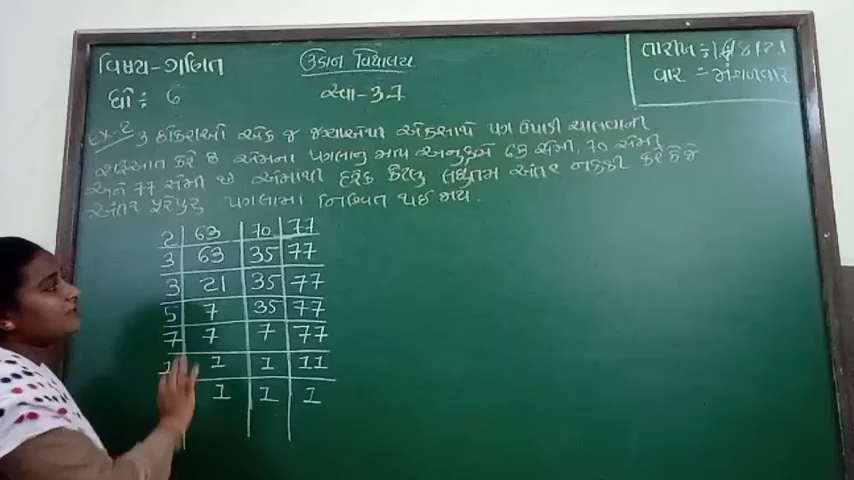 વિષય-ગણિત
ધો: 6
ઉડાન વિદ્યાલય
સ્વા-3.7
તારીખ:- 8/21
વાર - મંગળવાર
Ex-2 3 છોકરાઓ એક જ જગ્યાએથી એકસાથે પગ ઉપાડી ચાલવાની
શરૂઆત કરે છે એમના પગલાનું માપ અનુક્રમે 63 સેમી, 70 સેમી
અને 77 સેમી છે એમાથી દરેક કેટલુ લઘુતમ અંતર નક્કી કરે કે જે
અંતર પુરેપુરુ પગલામા નિશ્ચિત થઈ જાય.
2 63 70 77
3 63 35 77
3 21 35 77
5 7 35 77
7 7 7 77
1 1 11
1 1 1